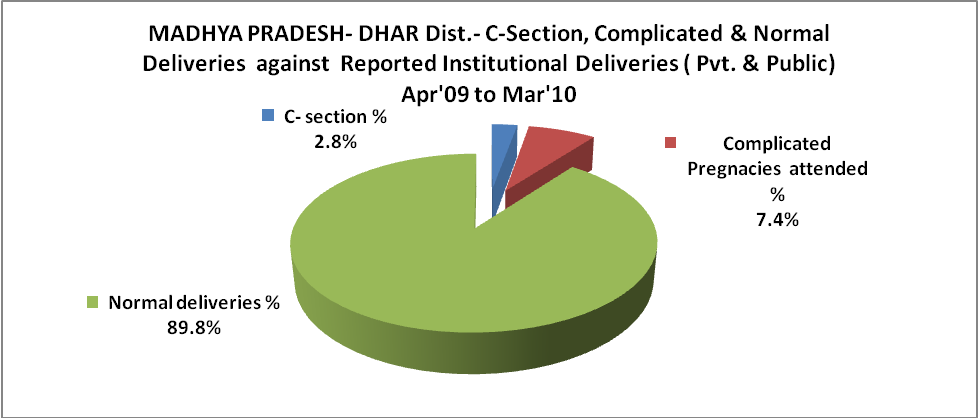 MADHYA PRADESH- DHAR Dist.- C-Section, Complicated & Normal
Deliveries against Reported Institutional Deliveries ( Pvt. & Public)
Apr'09 to Mar'10
C- section %
2.8%
Complicated
Pregnacies attended
%
7.4%
Normal deliveries %
89.8%